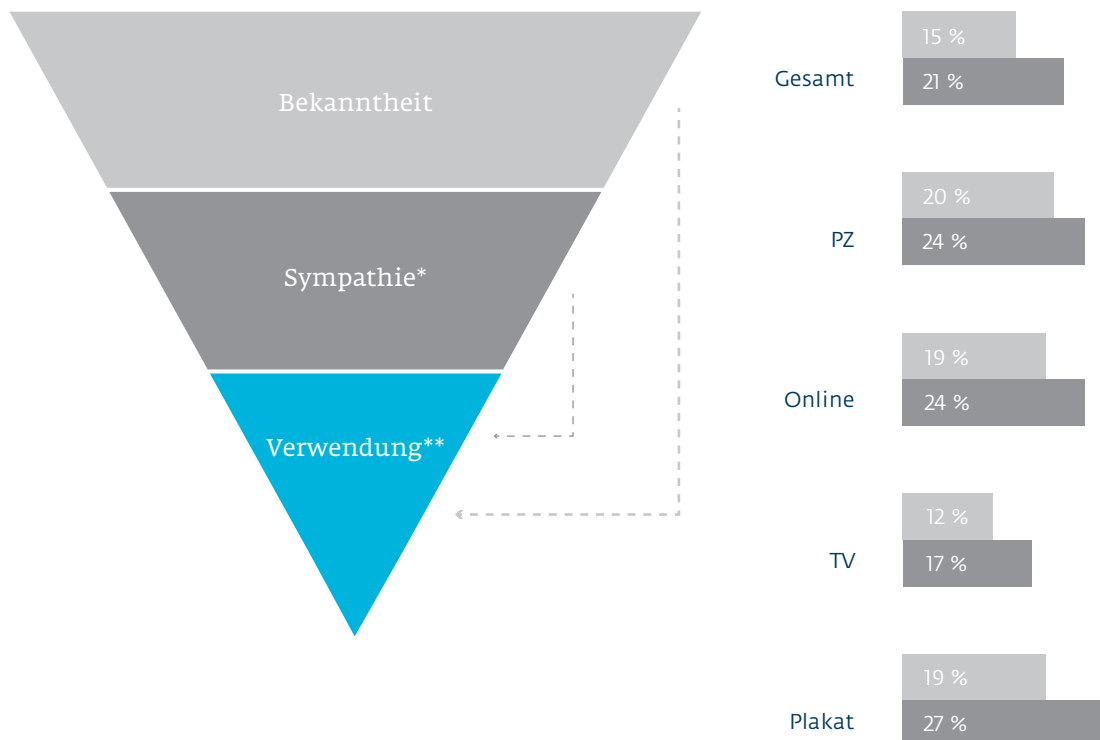 Bekanntheit
Sympathie*
Verwendung**
Gesamt
15 %
21 %
PZ
20 %
24 %
Online
19 %
24 %
TV
12 %
17 %
Plakat
19 %
27 %